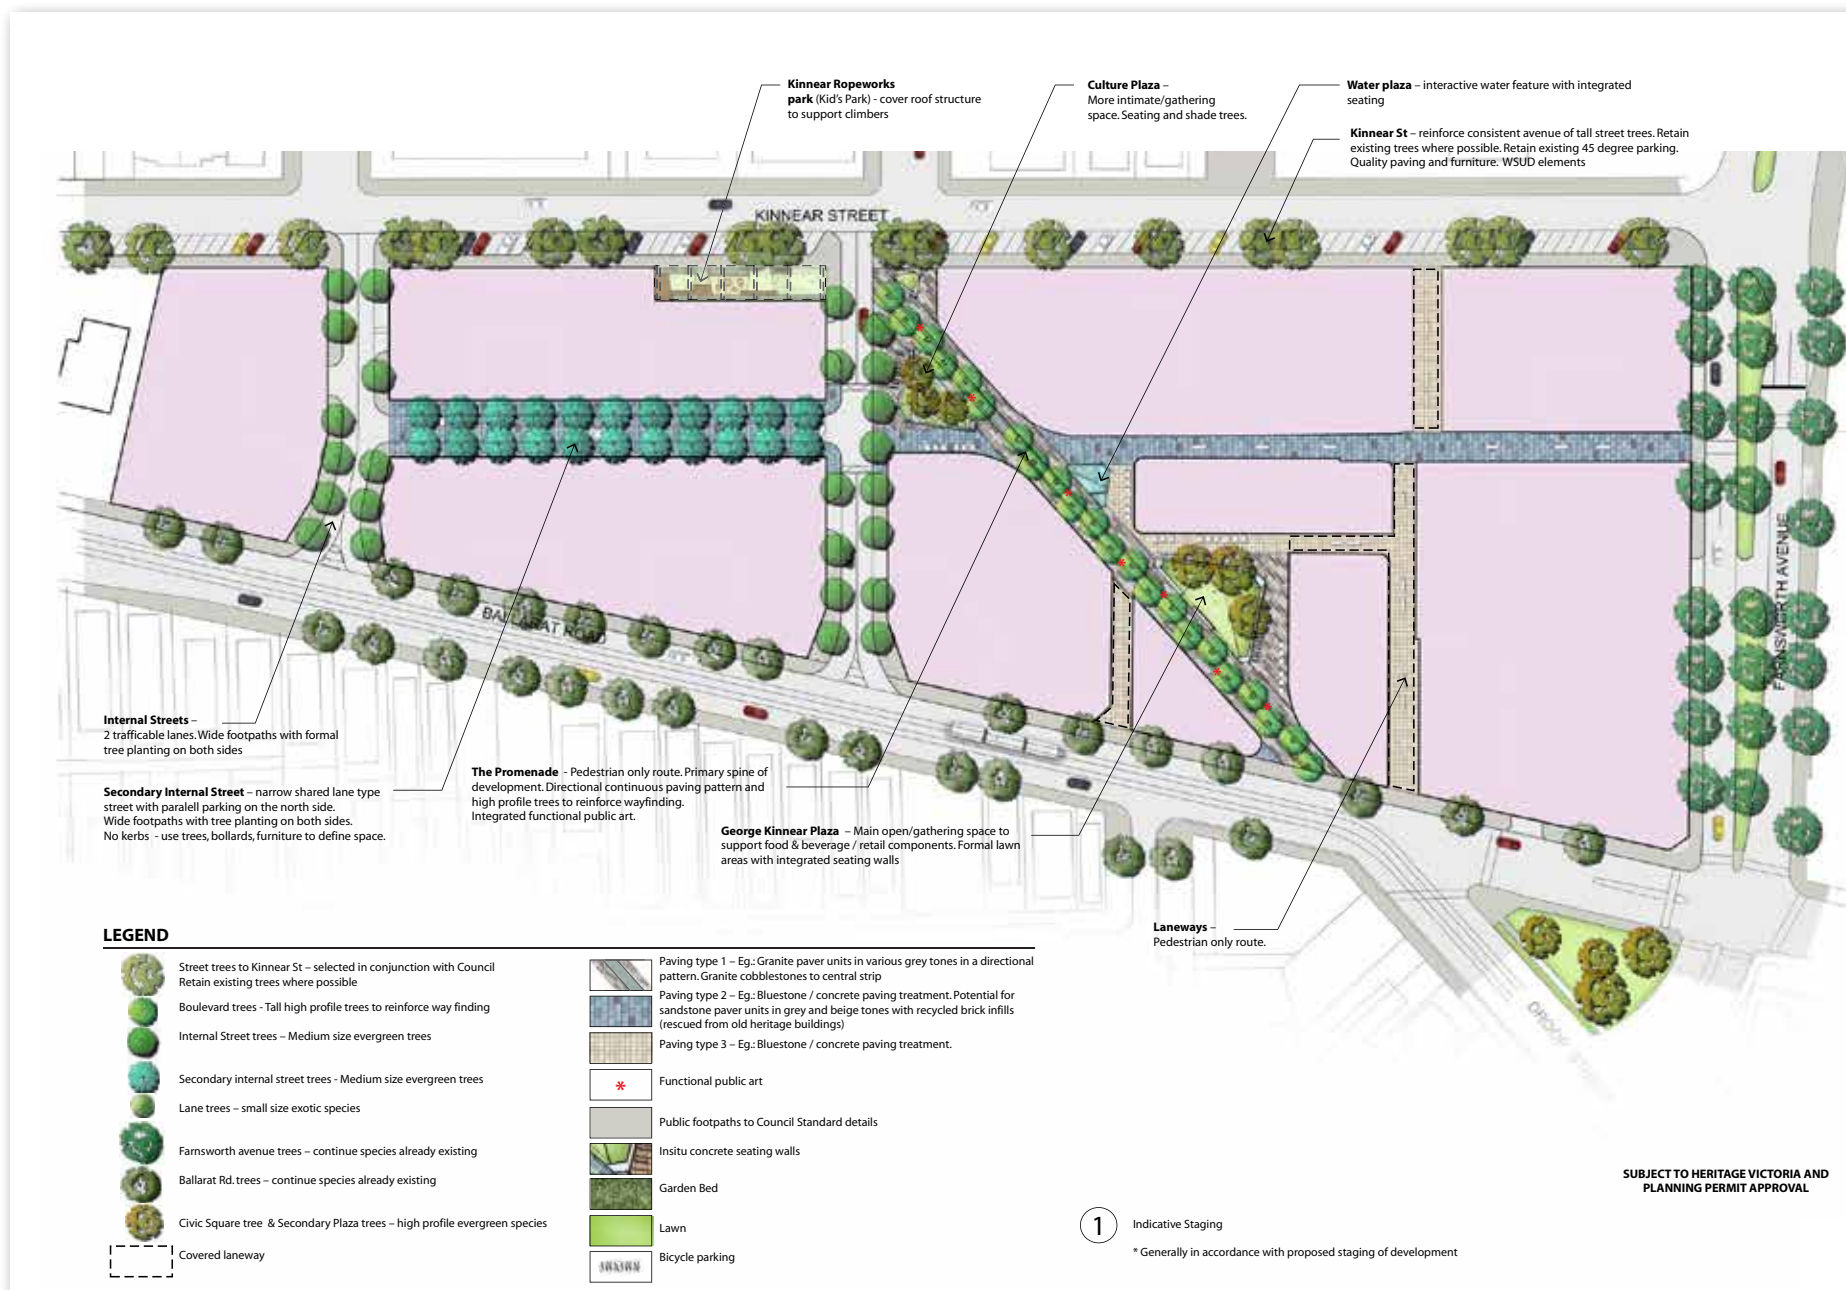 Kinnear Ropeworks
park (Kid's Park) - cover roof structure
to support climbers
Culture Plaza –
More intimate/gathering
space. Seating and shade trees.
Water plaza – interactive water feature with integrated
seating
Kinnear St – reinforce consistent avenue of tall street trees. Retain
existing trees where possible. Retain existing 45 degree parking.
Quality paving and furniture. WSUD elements
KINNEAR STREET
BALLARAT ROAD
FARNSWORTH AVENUE
Internal Streets –
2 trafficable lanes. Wide footpaths with formal
tree planting on both sides
Secondary Internal Street – narrow shared lane type
street with paralell parking on the north side.
Wide footpaths with tree planting on both sides.
No kerbs - use trees, bollards, furniture to define space.
The Promenade - Pedestrian only route. Primary spine of
development. Directional continuous paving pattern and
high profile trees to reinforce wayfinding.
Integrated functional public art.
George Kinnear Plaza – Main open/gathering space to
support food & beverage / retail components. Formal lawn
areas with integrated seating walls
Laneways –
Pedestrian only route.
LEGEND
Street trees to Kinnear St – selected in conjunction with Council
Retain existing trees where possible
Boulevard trees - Tall high profile trees to reinforce way finding
Internal Street trees – Medium size evergreen trees
Secondary internal street trees - Medium size evergreen trees
Lane trees – small size exotic species
Farnsworth avenue trees – continue species already existing
Ballarat Rd. trees – continue species already existing
Civic Square tree & Secondary Plaza trees – high profile evergreen species
Covered laneway
Paving type 1 – Eg.: Granite paver units in various grey tones in a directional
pattern. Granite cobblestones to central strip
Paving type 2 – Eg.: Bluestone / concrete paving treatment. Potential for
sandstone paver units in grey and beige tones with recycled brick infills
(rescued from old heritage buildings)
Paving type 3 – Eg.: Bluestone / concrete paving treatment.
* Functional public art
Public footpaths to Council Standard details
Insitu concrete seating walls
Garden Bed
Lawn
Bicycle parking
1 Indicative Staging
* Generally in accordance with proposed staging of development
SUBJECT TO HERITAGE VICTORIA AND
PLANNING PERMIT APPROVAL